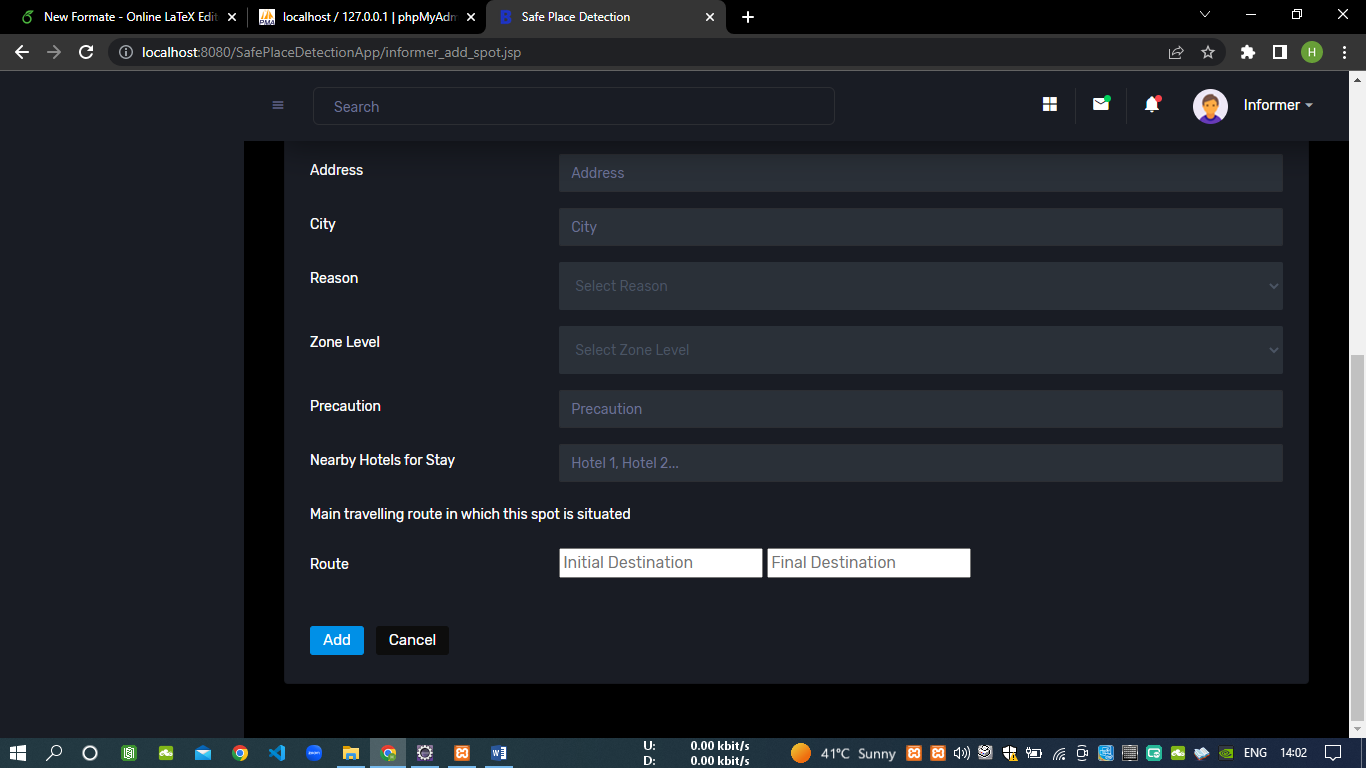 New Formate - Online LaTeX Edit
localhost / 127.0.0.1 | phpMyAdm
Safe Place Detection
localhost:8080/SafePlaceDetectionApp/informer_add_spot.jsp
H
Search
Informer
Address
Address
City
City
Reason
Select Reason
Zone Level
Select Zone Level
Precaution
Precaution
Nearby Hotels for Stay
Hotel 1, Hotel 2...
Main travelling route in which this spot is situated
Route
Initial Destination
Final Destination
Add
Cancel
U: 0.00 kbit/s
D: 0.00 kbit/s
41°C Sunny
ENG
14:02